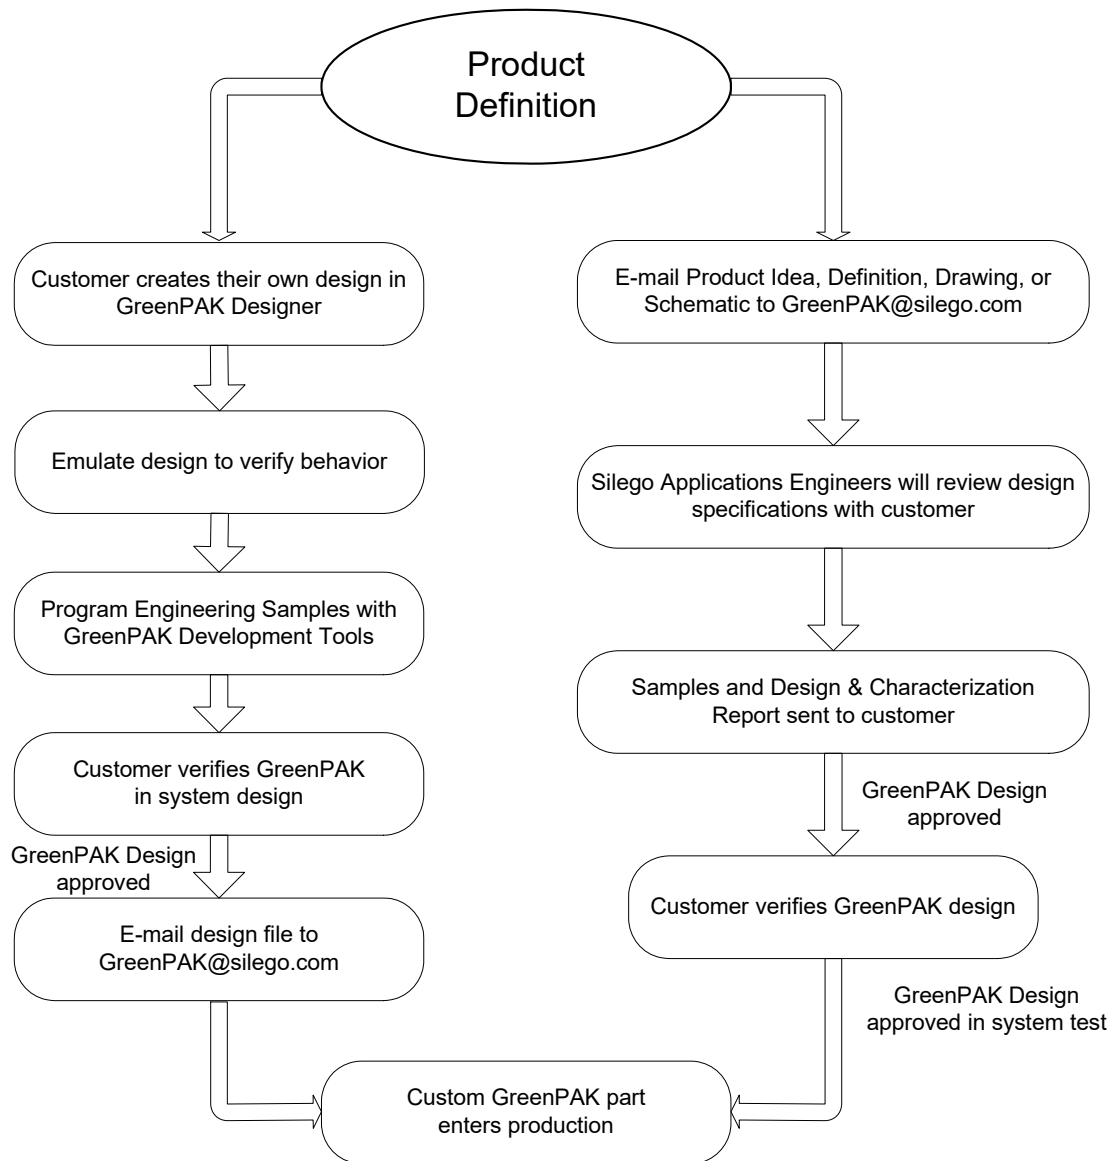 Product
Definition
Customer creates their own design in
GreenPAK Designer
Emulate design to verify behavior
Program Engineering Samples with
GreenPAK Development Tools
Customer verifies GreenPAK
in system design
GreenPAK Design
approved
E-mail design file to
GreenPAK@silego.com
E-mail Product Idea, Definition, Drawing, or
Schematic to GreenPAK@silego.com
Silego Applications Engineers will review design
specifications with customer
Samples and Design & Characterization
Report sent to customer
GreenPAK Design
approved
Customer verifies GreenPAK design
GreenPAK Design
approved in system test
Custom GreenPAK part
enters production